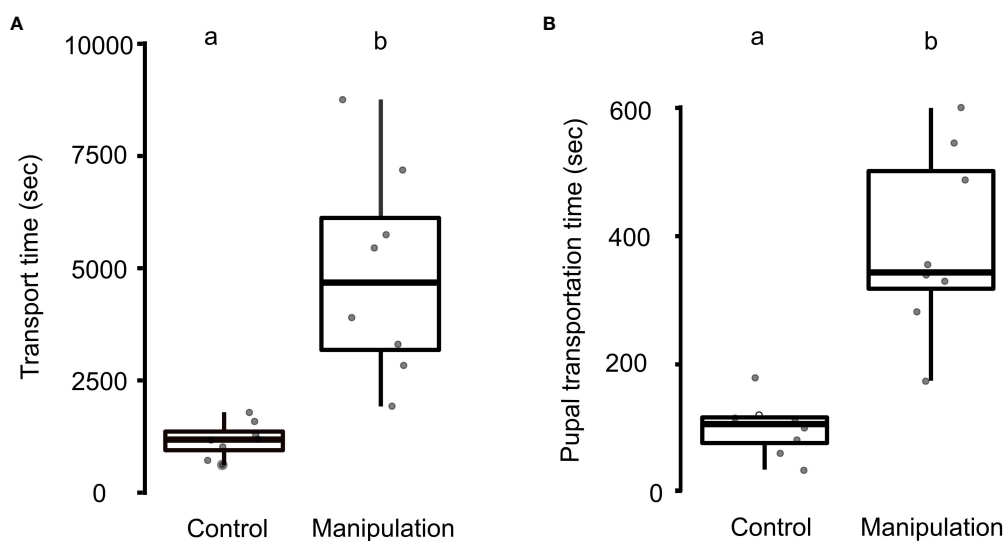 A
a
b
10000
7500
5000
2500
0
Transport time (sec)
Control
Manipulation
B
a
b
600
400
200
0
Pupal transportation time (sec)
Control
Manipulation